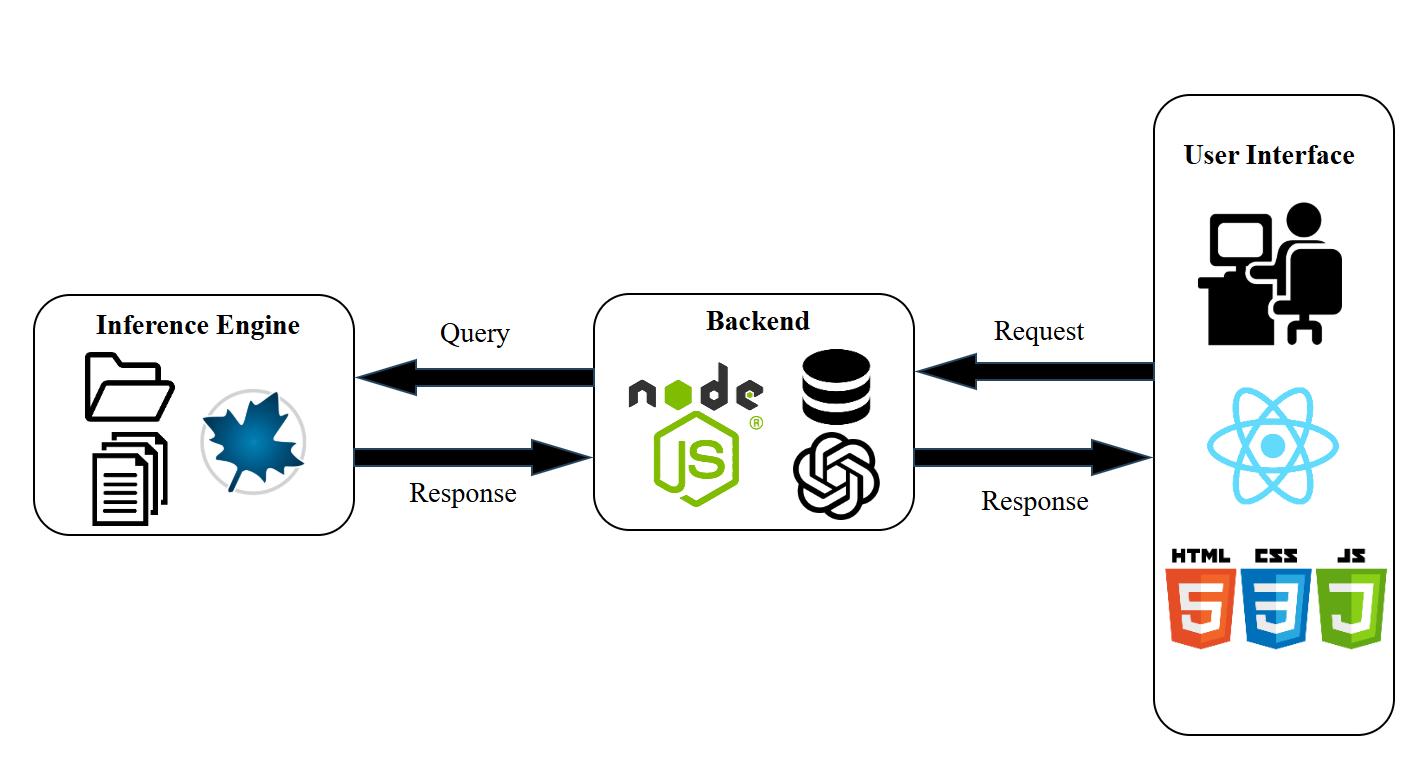 User Interface
Inference Engine
Query
Response
Backend
node
JS
®
Request
Response
HTML
5
CSS
3
JS
J